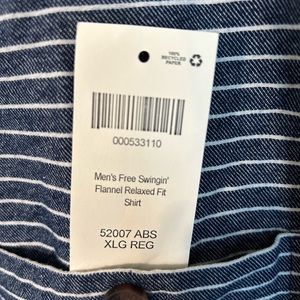 100%
RECYCLED
PAPER
000533110
Men's Free Swingin'
Flannel Relaxed Fit
Shirt
52007 ABS
XLG REG